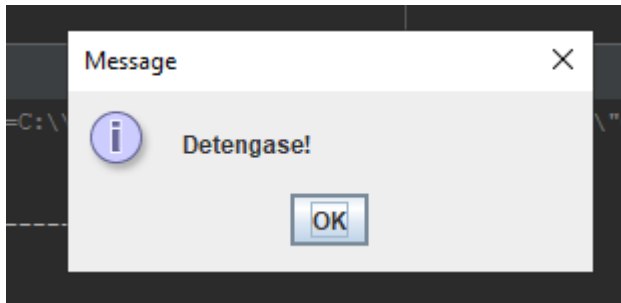 Message
=C:\\
\"
Detengase!
OK
-----